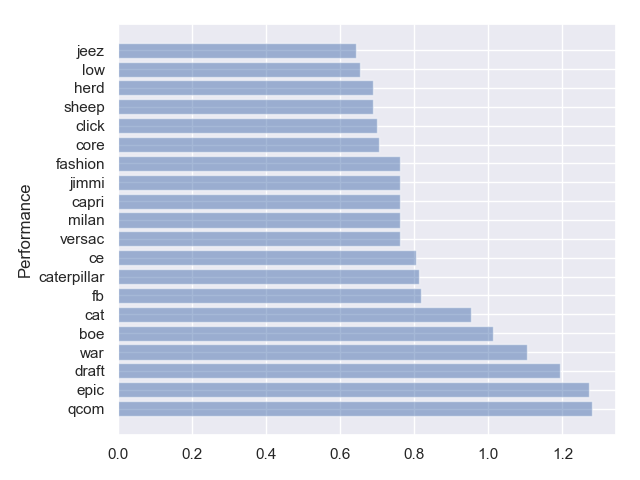 Performance
jeez
low
herd
sheep
click
core
fashion
jimmi
capri
milan
versac
ce
caterpillar
fb
cat
boe
war
draft
epic
qcom
0.0 0.2 0.4 0.6 0.8 1.0 1.2